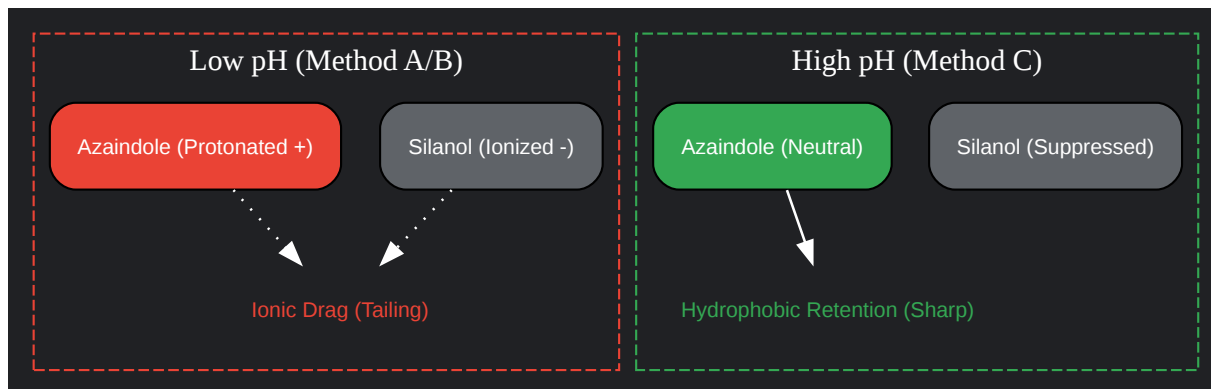 Low pH (Method A/B)
Azaindole (Protonated +)
Silanol (Ionized -)
Ionic Drag (Tailing)
High pH (Method C)
Azaindole (Neutral)
Silanol (Suppressed)
Hydrophobic Retention (Sharp)